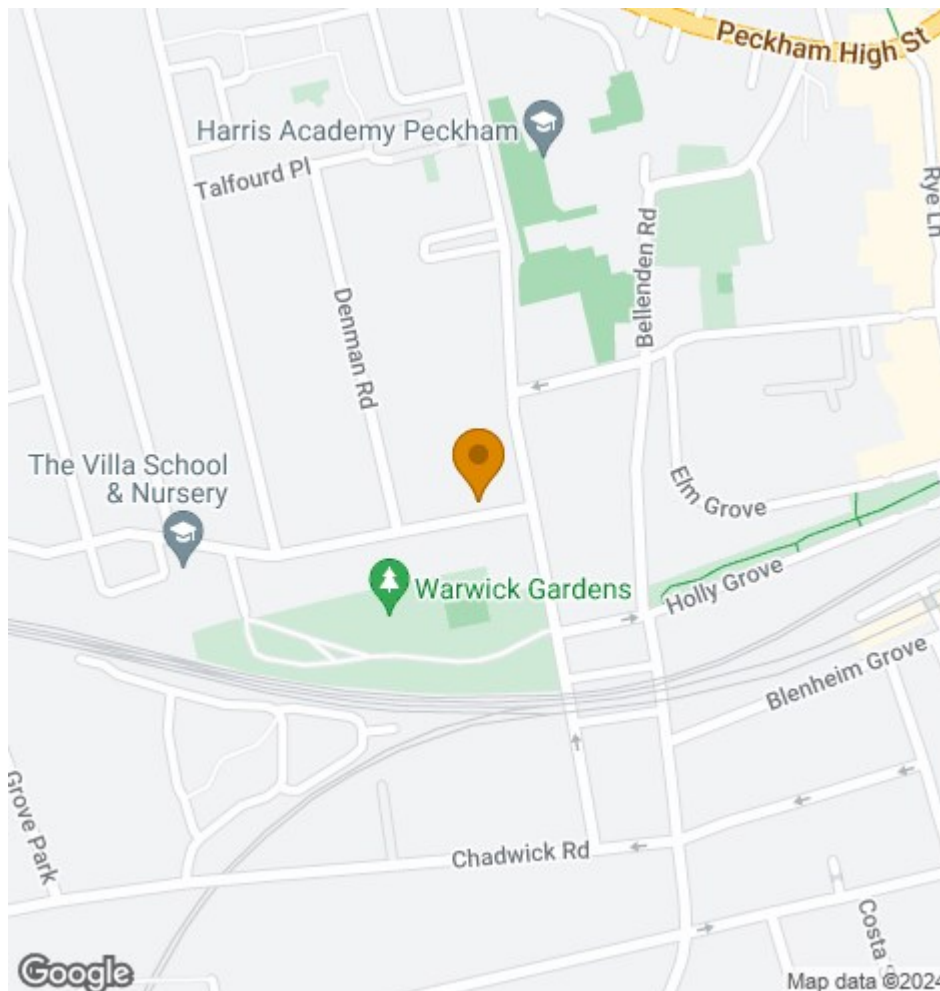 Peckham High St
Harris Academy Peckham
Talfourd Pl
Rye Ln
Bellenden Rd
Denman Rd
The Villa School
& Nursery
Elm Grove
Warwick Gardens
Holly Grove
Blenheim Grove
Grove Park
Chadwick Rd
Costa S
Google
Map data ©2024